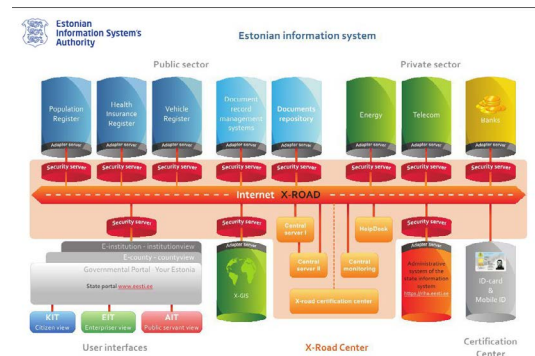 Estonian
Information System's
Authority
Estonian information system
Public sector
Private sector
Population
Register
Health
Insurance
Register
Vehicle
Register
Document
record
management
systems
Documents
repository
Energy
Telecom
Banks
Adapter server
Adapter server
Adapter server
Adapter server
Adapter server
Adapter server
Adapter server
Adapter server
Security server
Security server
Security server
Security server
Security server
Security server
Security server
Security server
Internet X-ROAD
Security server
Security server
Central
server I
HelpDesk
Security server
Security server
E-institution - institutionview
E-county - countyview
Governmental Portal - Your Estonia
State portal www.eesti.ee
Adapter server
X-GIS
Central
server II
Central
monitoring
X-road certification center
Adapter server
Administrative
system of the
state information
system
https://riha.eesti.ee
ID-card
&
Mobile ID
KIT
Citizen view
EIT
Enterpriser view
AIT
Public servant view
User interfaces
X-Road Center
Certification
Center